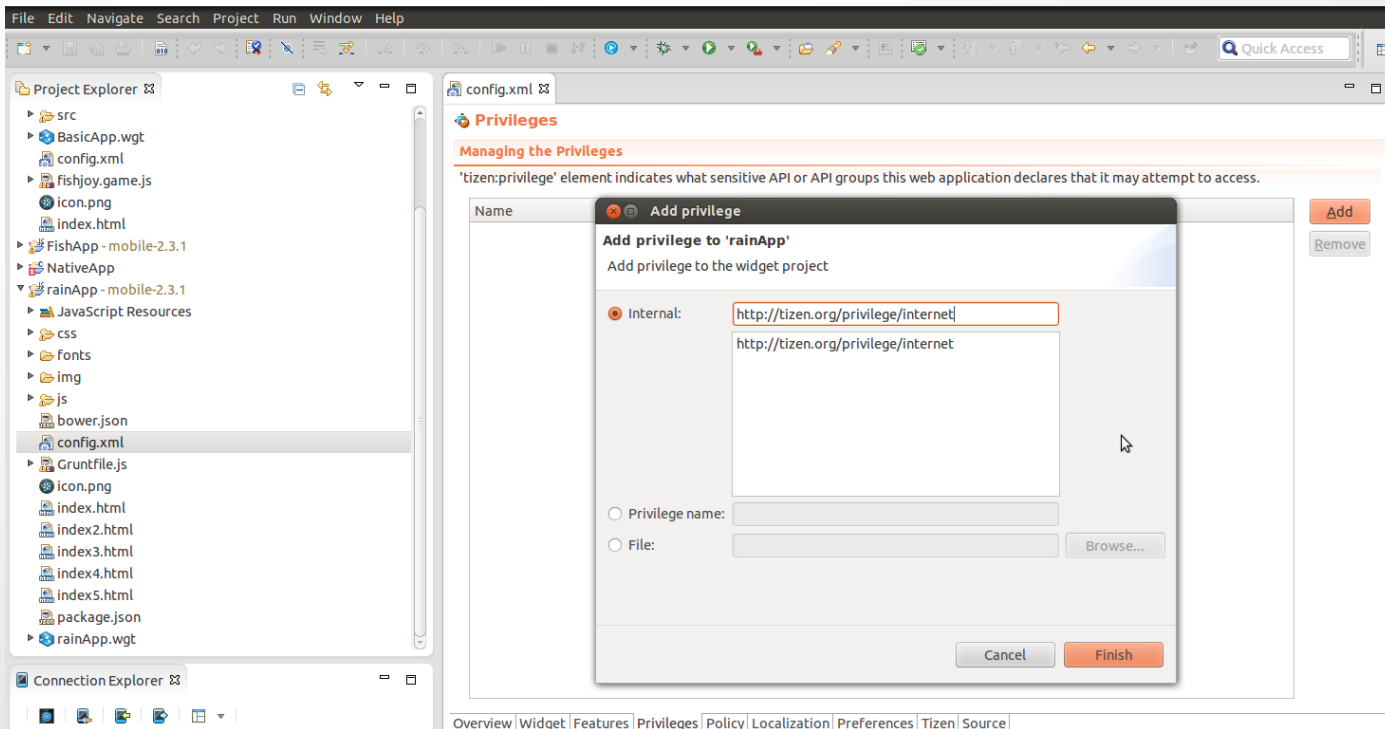 File Edit Navigate Search Project Run Window Help
Quick Access
Project Explorer
src
BasicApp.wgt
config.xml
fishjoy.game.js
icon.png
index.html
FishApp - mobile-2.3.1
NativeApp
rainApp - mobile-2.3.1
JavaScript Resources
css
fonts
img
js
bower.json
config.xml
Gruntfile.js
icon.png
index.html
index2.html
index3.html
index4.html
index5.html
package.json
rainApp.wgt
Connection Explorer
config.xml
Privileges
Managing the Privileges
'tizen:privilege' element indicates what sensitive API or API groups this web application declares that it may attempt to access.
Name
Add
Remove
Add privilege
Add privilege to 'rainApp'
Add privilege to the widget project
Internal: http://tizen.org/privilege/internet
http://tizen.org/privilege/internet
Privilege name:
File: Browse...
Cancel Finish
Overview Widget Features Privileges Policy Localization Preferences Tizen Source